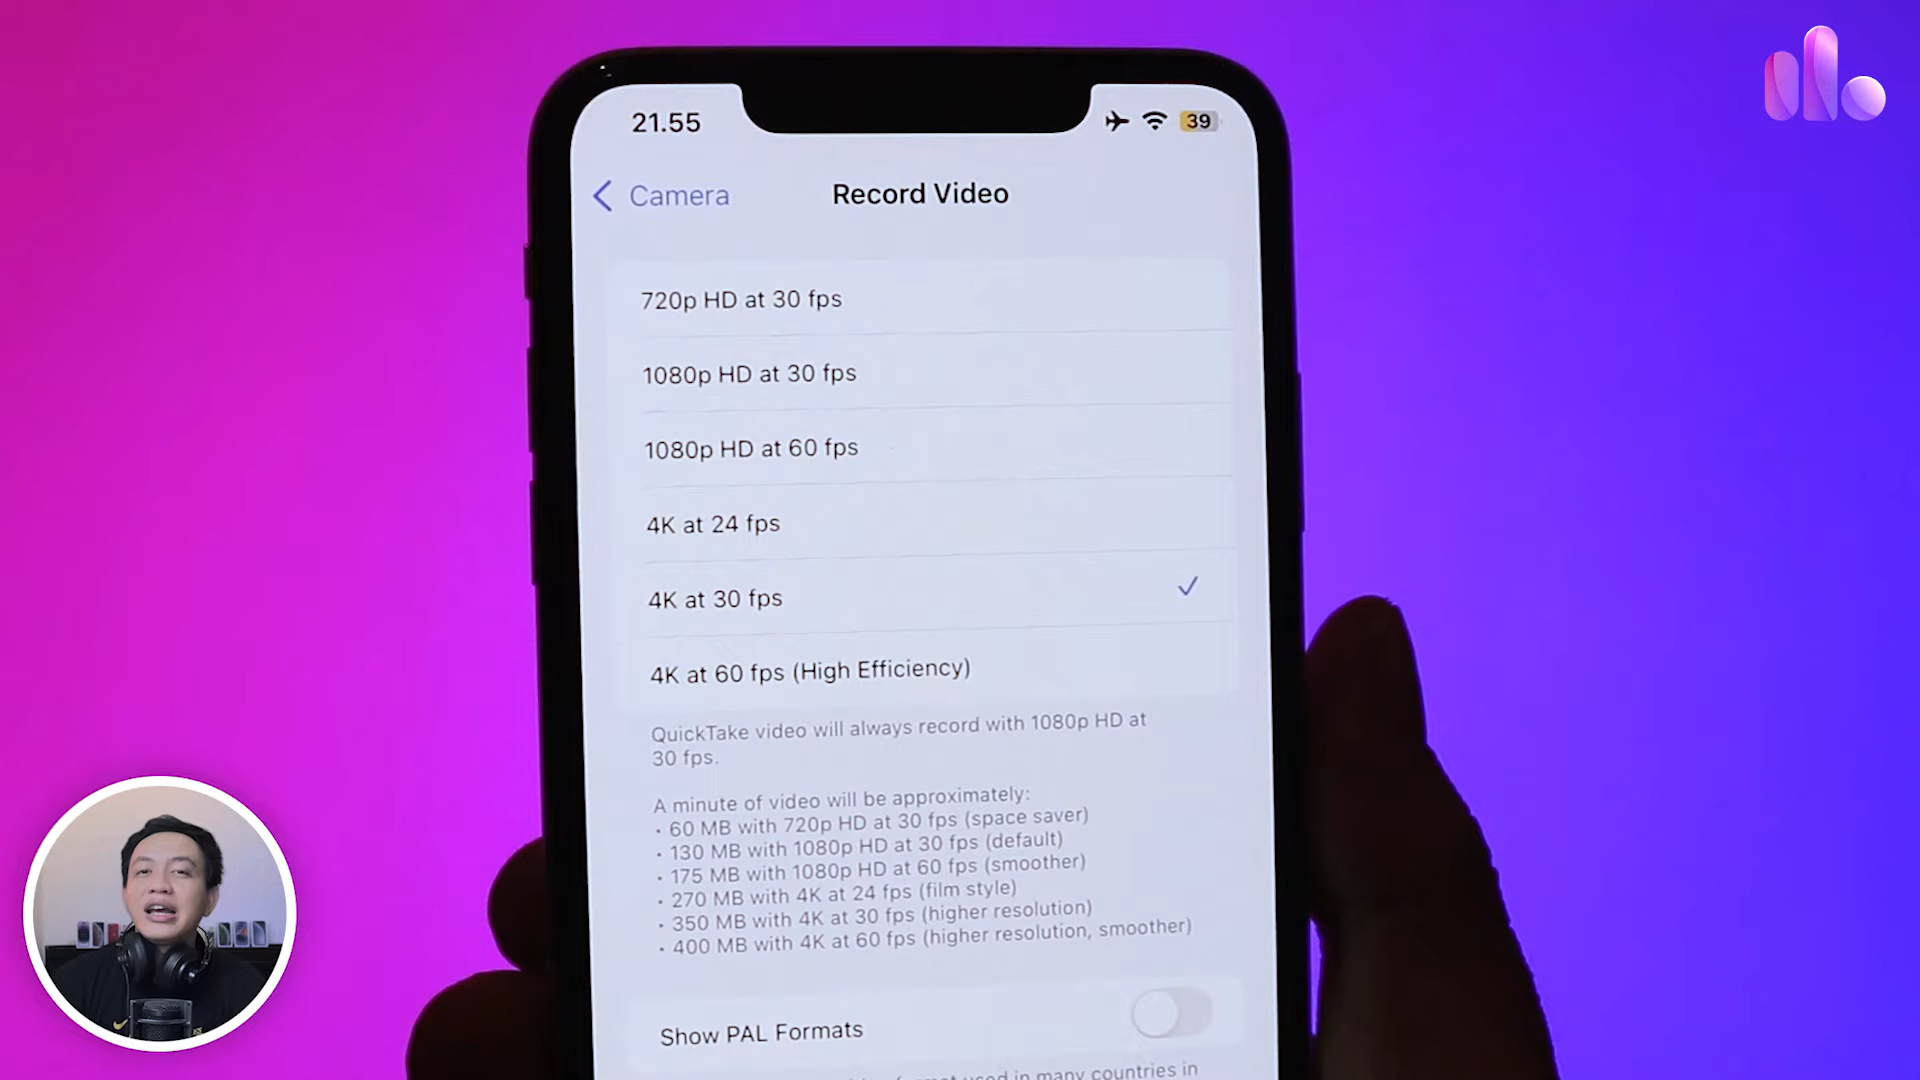 21.55
39
Camera
Record Video
720p HD at 30 fps
1080p HD at 30 fps
1080p HD at 60 fps
4K at 24 fps
4K at 30 fps
4K at 60 fps (High Efficiency)
QuickTake video will always record with 1080p HD at
30 fps.
A minute of video will be approximately:
• 60 MB with 720p HD at 30 fps (space saver)
• 130 MB with 1080p HD at 30 fps (default)
• 175 MB with 1080p HD at 60 fps (smoother)
• 270 MB with 4K at 24 fps (film style)
• 350 MB with 4K at 30 fps (higher resolution)
• 400 MB with 4K at 60 fps (higher resolution, smoother)
Show PAL Formats
used in many countries in